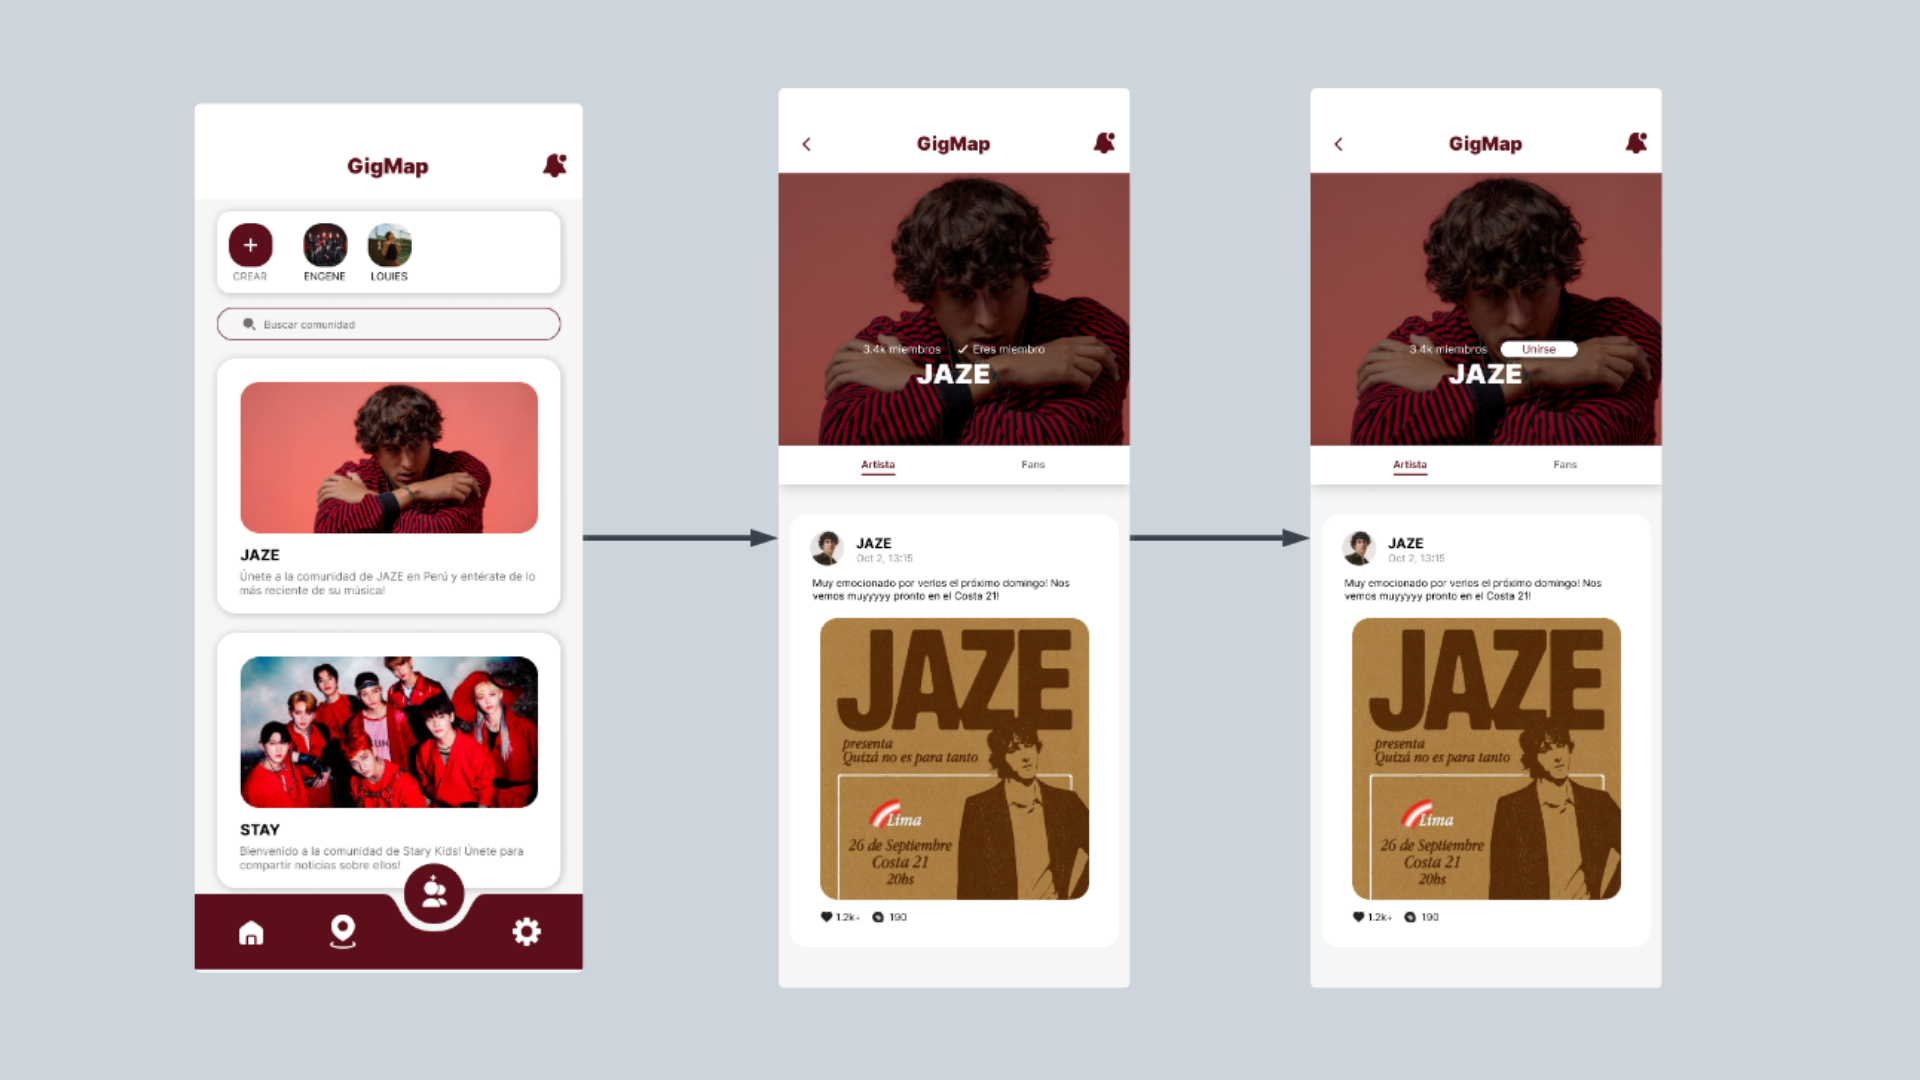 GigMap
CREAR
ENGENE
LOUIES
Buscar comunidad
JAZE
Únete a la comunidad de JAZE en Perú y entérate de lo
más reciente de su música!
STAY
Bienvenido a la comunidad de Stary Kids! Únete para
compartir noticias sobre ellos!
GigMap
3.4k miembros
Eres miembro
JAZE
Artista
Fans
JAZE
Oct 2, 13:15
Muy emocionado por verlos el próximo domingo! Nos
vemos muyyyyy pronto en el Costa 21!
JAZE
presenta
Quizá no es para tanto
Lima
26 de Septiembre
Costa 21
20hs
1.2k+
190
GigMap
3.4k miembros
Unirse
JAZE
Artista
Fans
JAZE
Oct 2, 13:15
Muy emocionado por verlos el próximo domingo! Nos
vemos muyyyyy pronto en el Costa 21!
JAZE
presenta
Quizá no es para tanto
Lima
26 de Septiembre
Costa 21
20hs
1.2k+
190